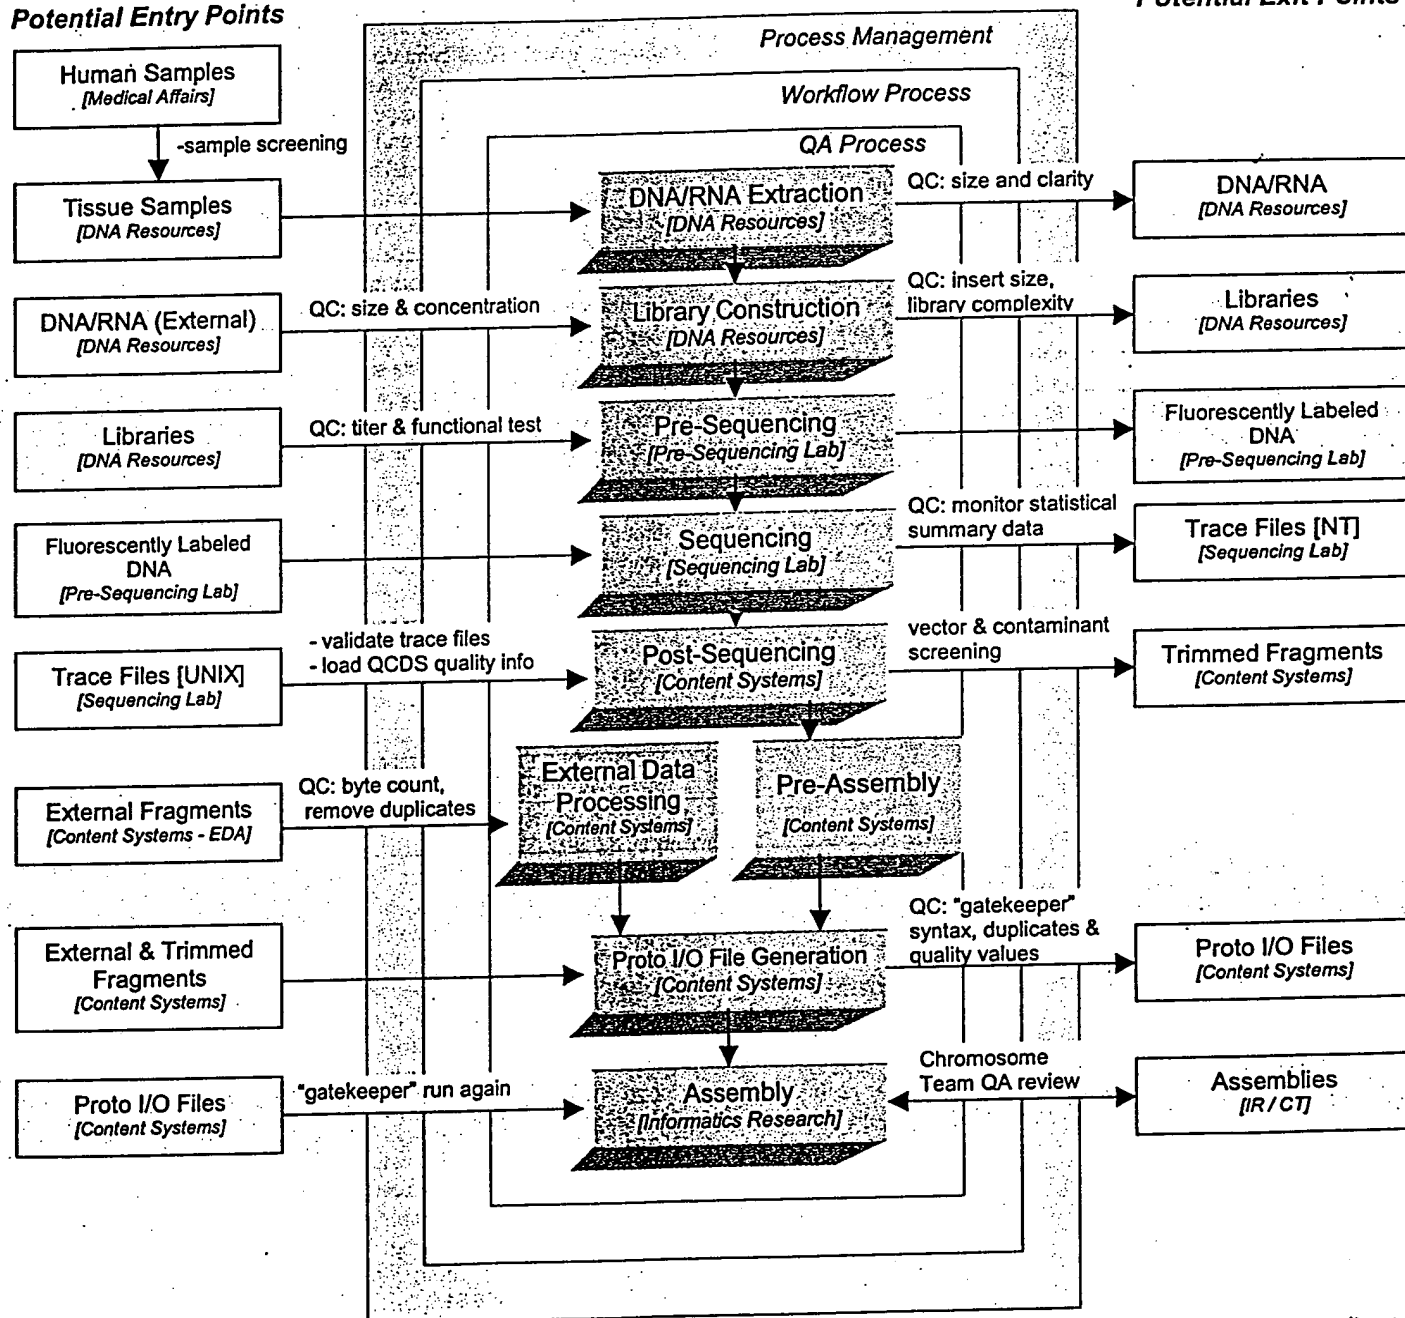 Potential Entry Points
Potential Exit Points
Process Management
Workflow Process
QA Process
Human Samples
[Medical Affairs]
-sample screening
Tissue Samples
[DNA Resources]
DNA/RNA Extraction
[DNA Resources]
QC: size and clarity
DNA/RNA
[DNA Resources]
DNA/RNA (External)
[DNA Resources]
QC: size & concentration
Library Construction
[DNA Resources]
QC: insert size,
library complexity
Libraries
[DNA Resources]
Libraries
[DNA Resources]
QC: titer & functional test
Pre-Sequencing
[Pre-Sequencing Lab]
Fluorescently Labeled
DNA
[Pre-Sequencing Lab]
Fluorescently Labeled
DNA
[Pre-Sequencing Lab]
Sequencing
[Sequencing Lab]
QC: monitor statistical
summary data
Trace Files [NT]
[Sequencing Lab]
Trace Files [UNIX]
[Sequencing Lab]
- validate trace files
- load QCDS quality info
Post-Sequencing
[Content Systems]
vector & contaminant
screening
Trimmed Fragments
[Content Systems]
External Fragments
[Content Systems - EDA]
QC: byte count,
remove duplicates
External Data
Processing
[Content Systems]
Pre-Assembly
[Content Systems]
External & Trimmed
Fragments
[Content Systems]
Proto I/O File Generation
[Content Systems]
QC: "gatekeeper"
syntax, duplicates &
quality values
Proto I/O Files
[Content Systems]
Proto I/O Files
[Content Systems]
"gatekeeper" run again
Assembly
[Informatics Research]
Chromosome
Team QA review
Assemblies
[IR / CT]